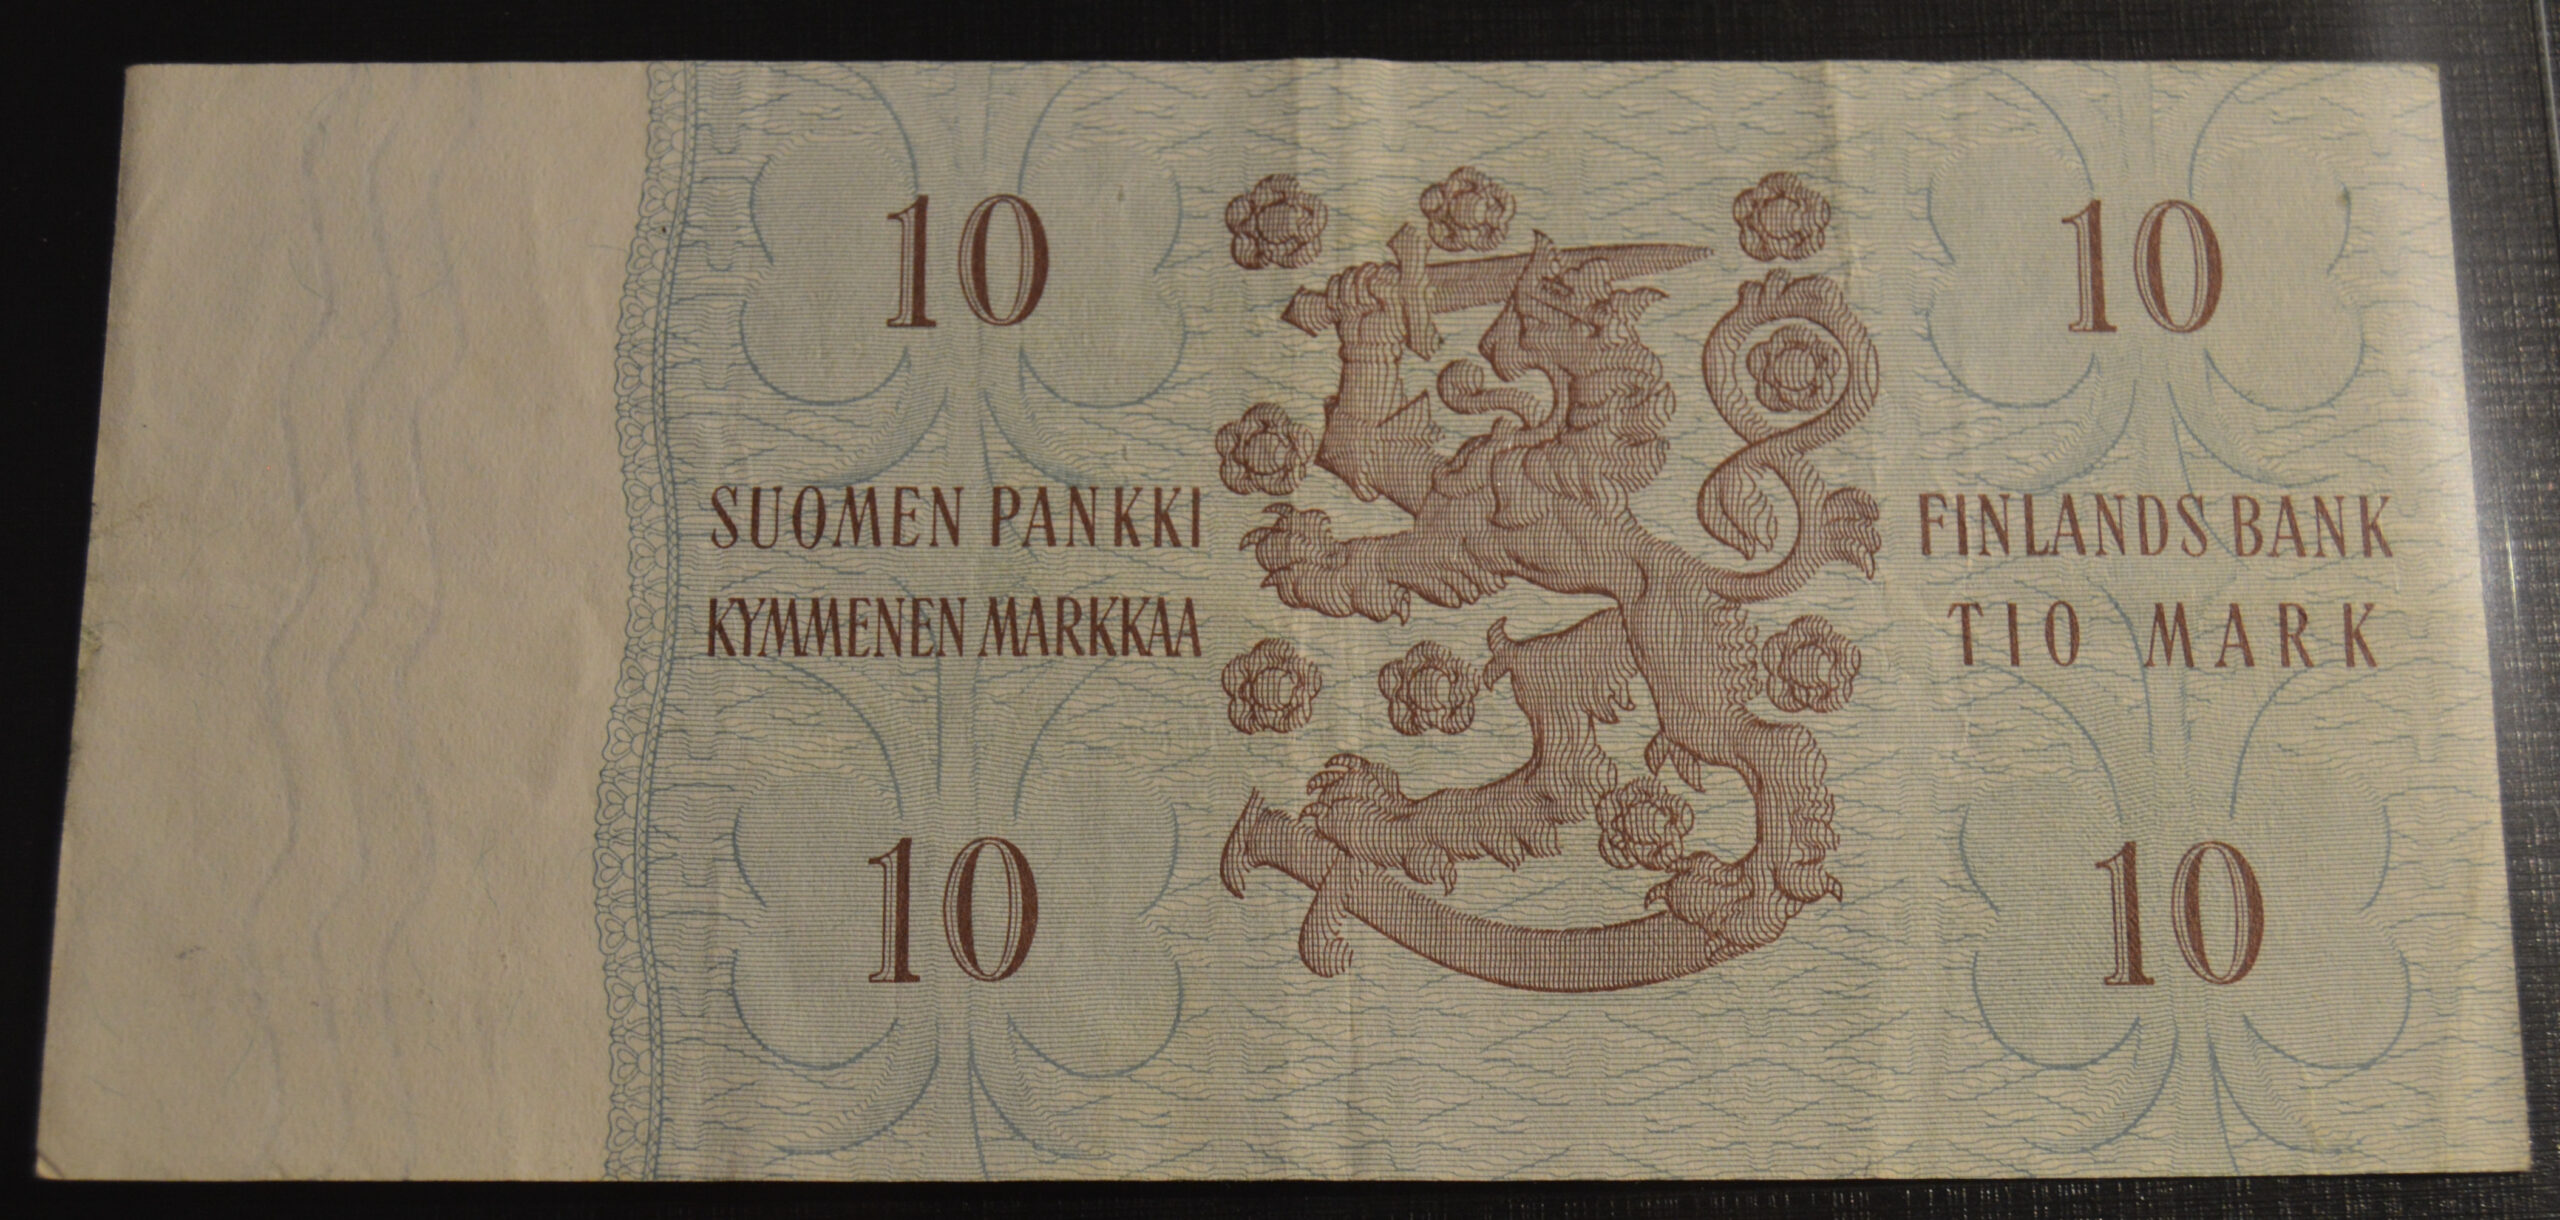 10
10
SUOMEN PANKKI
KYMMENEN MARKKAA
FINLANDS BANK
TIO MARK
10
10